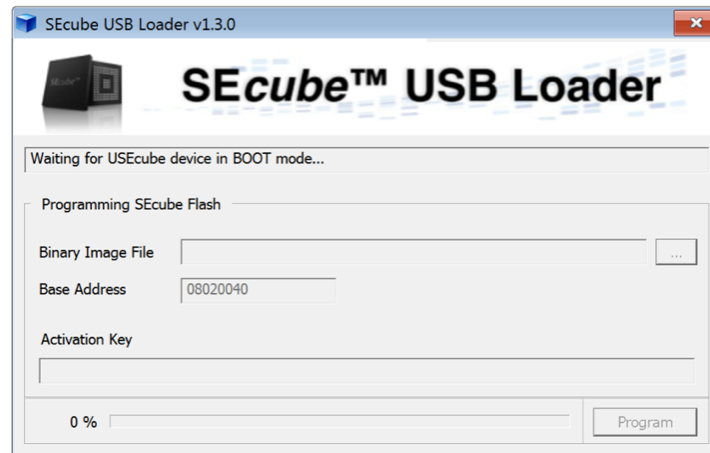 SEcube USB Loader v1.3.0
SEcube™ USB Loader
Waiting for USEcube device in BOOT mode...
Programming SEcube Flash
Binary Image File
...
Base Address 08020040
Activation Key
0 %
Program